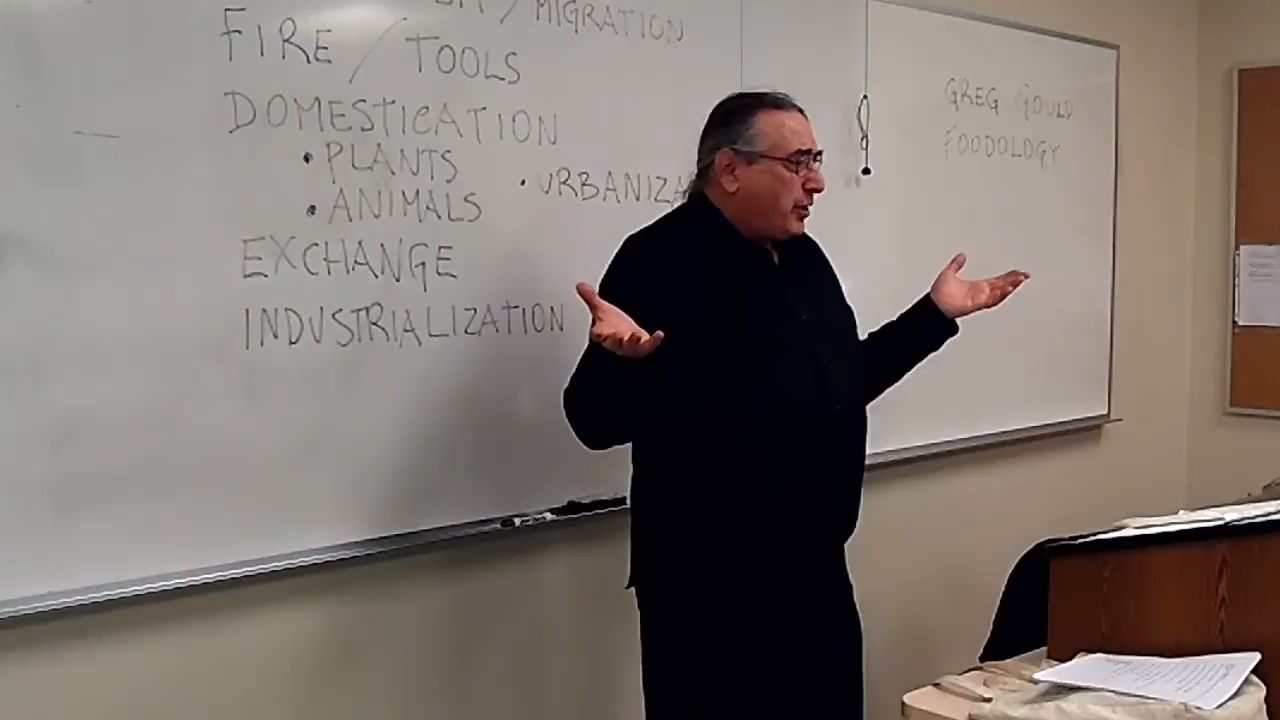 / MIGRATION
FIRE / TOOLS
DOMESTICATION
• PLANTS
• ANIMALS
• URBANIZA
EXCHANGE
INDUSTRIALIZATION
GREG GOULD
FOODOLOGY